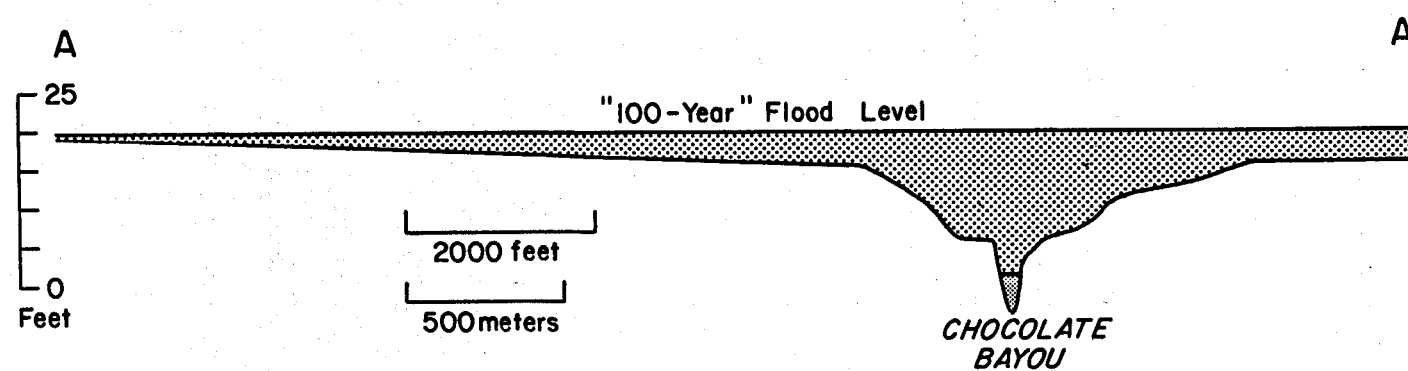 A A
25
"100-Year" Flood Level
2000 feet
0
Feet
500 meters
CHOCOLATE
BAYOU